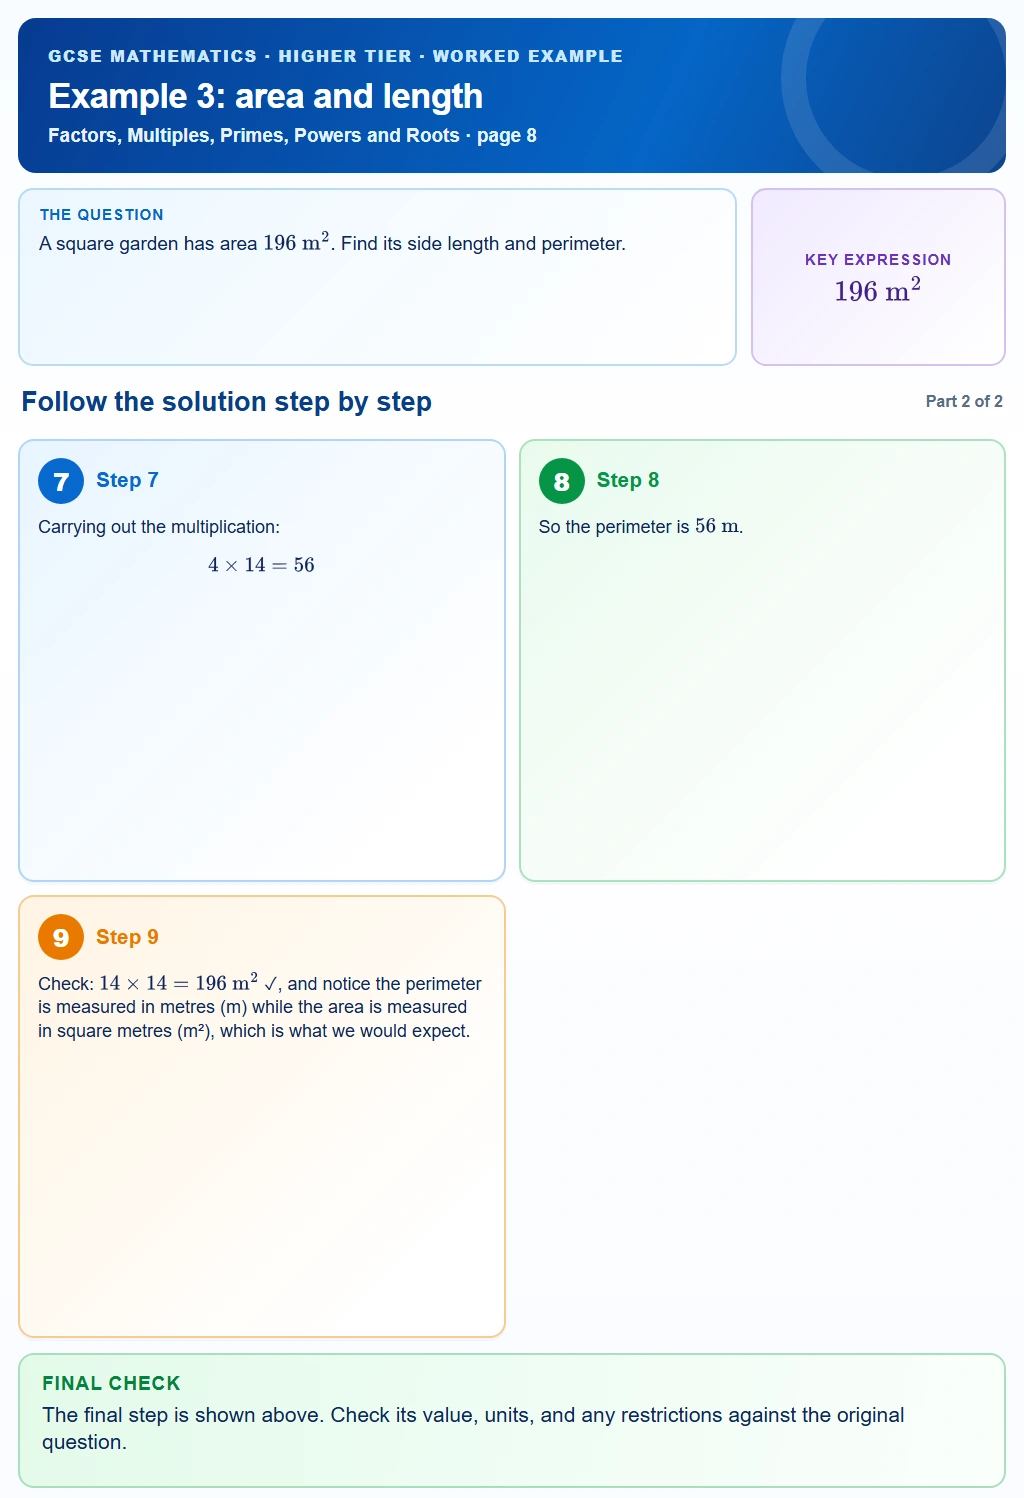 GCSE MATHEMATICS · HIGHER TIER · WORKED EXAMPLE
Example 3: area and length
Factors, Multiples, Primes, Powers and Roots · page 8
THE QUESTION
A square garden has area 196 m². Find its side length and perimeter.
KEY EXPRESSION
196 m²
Follow the solution step by step
Part 2 of 2
7 Step 7
Carrying out the multiplication:
4 × 14 = 56
8 Step 8
So the perimeter is 56 m.
9 Step 9
Check: 14 × 14 = 196 m² ✓, and notice the perimeter
is measured in metres (m) while the area is measured
in square metres (m²), which is what we would expect.
FINAL CHECK
The final step is shown above. Check its value, units, and any restrictions against the original
question.